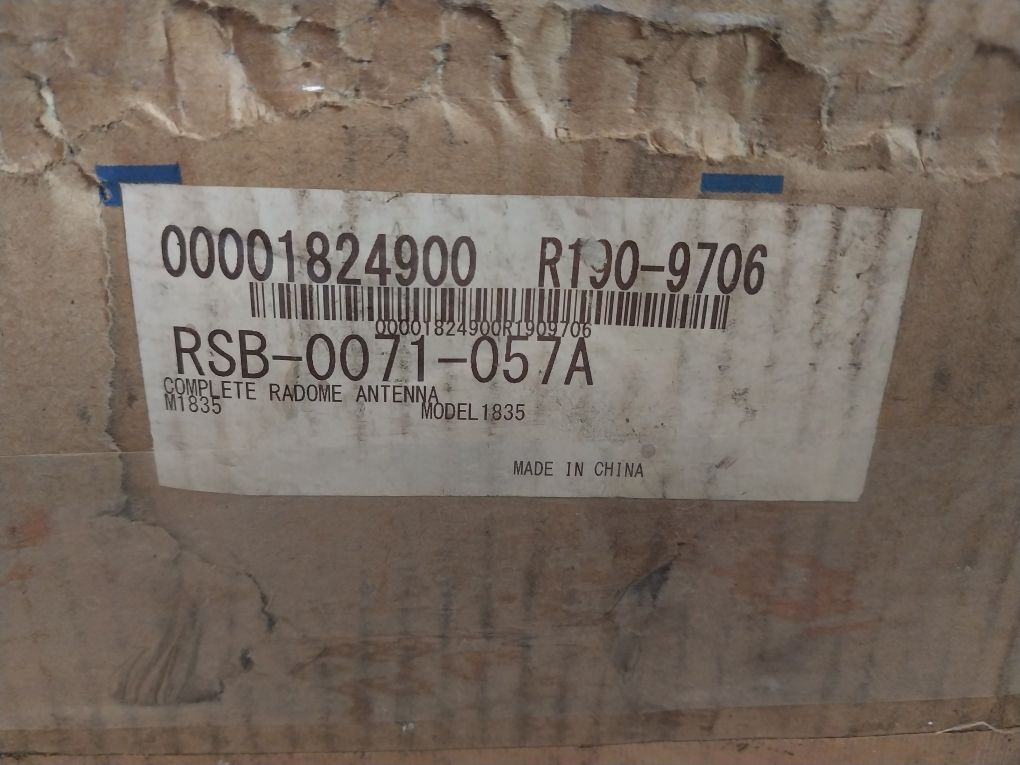 00001824900 R190-9706
00001824900R1909706
RSB-0071-057A
COMPLETE RADOME ANTENNA
M1835 MODEL1835
MADE IN CHINA